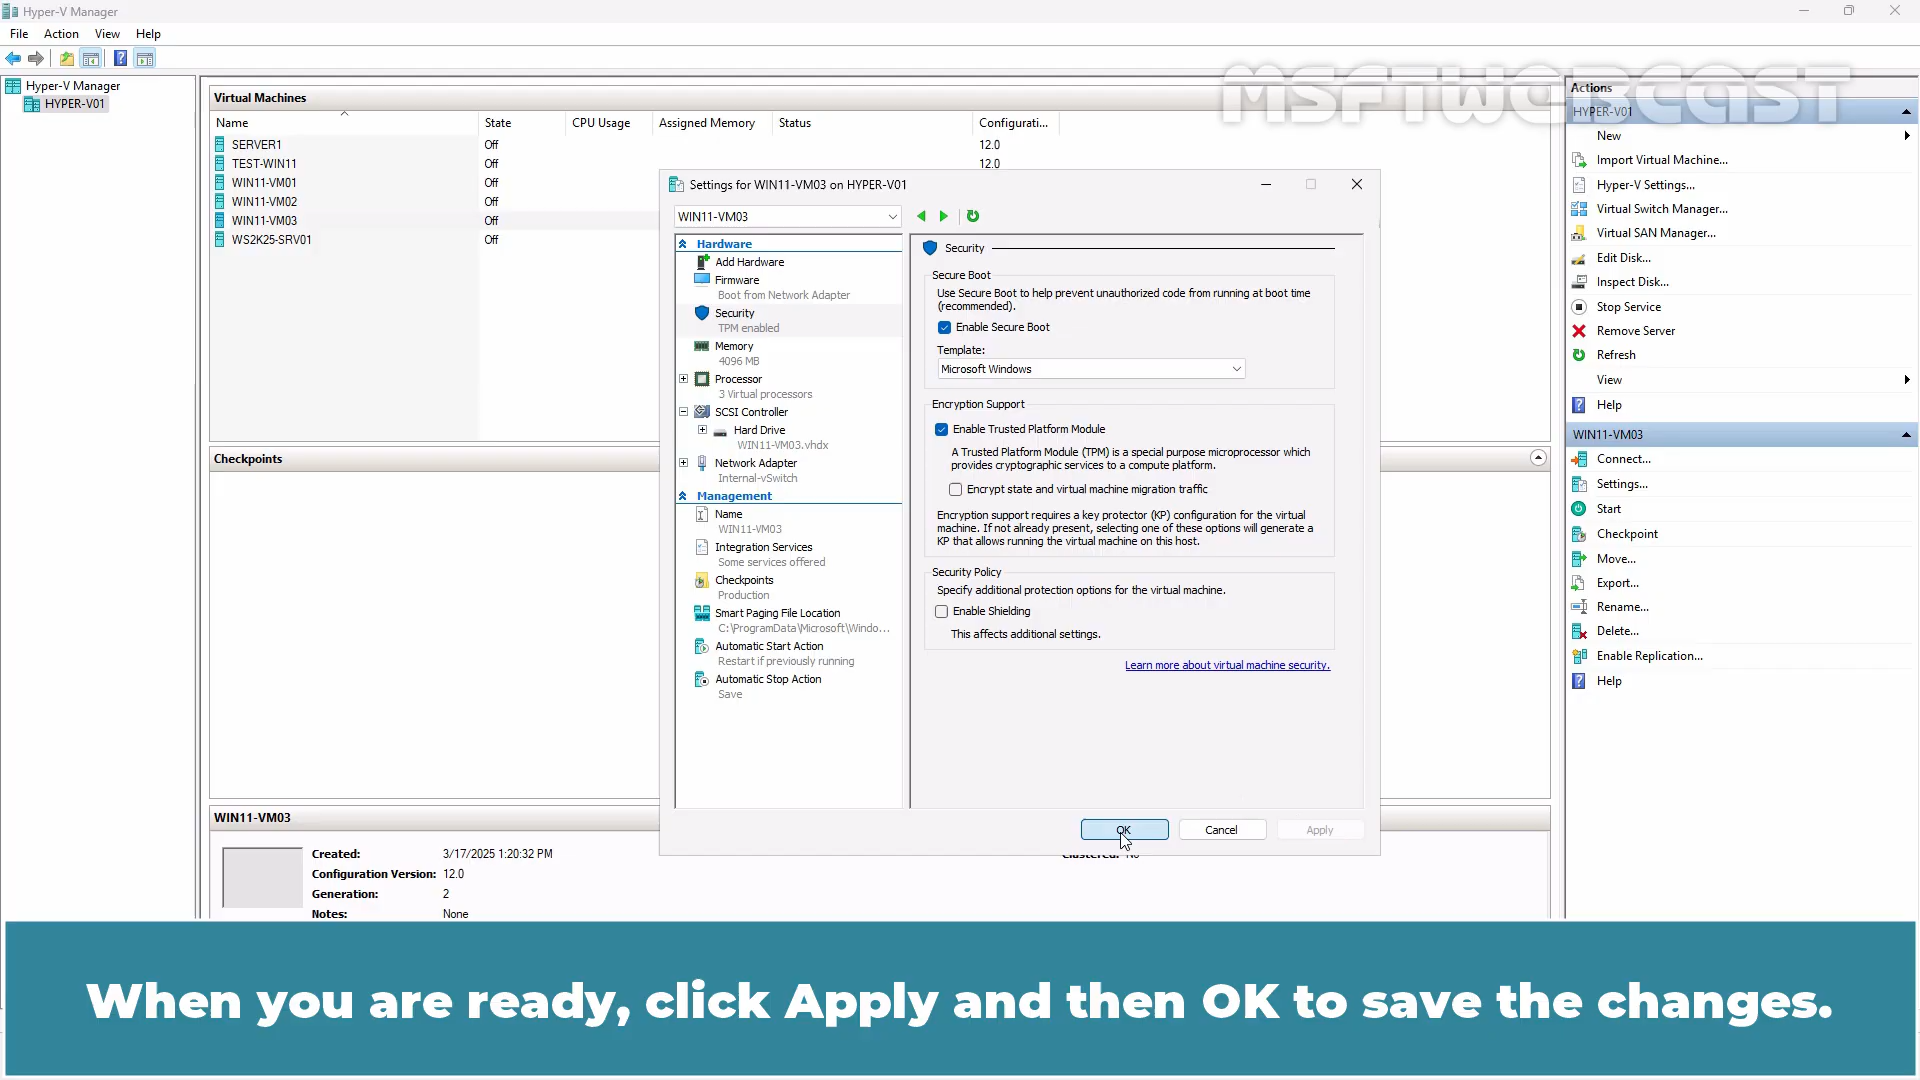 Hyper-V Manager
File Action View Help
Hyper-V Manager
HYPER-V01
Virtual Machines
Name State CPU Usage Assigned Memory Status Configurati...
SERVER1 Off 12.0
TEST-WIN11 Off 12.0
WIN11-VM01 Off
WIN11-VM02 Off
WIN11-VM03 Off
WS2K25-SRV01 Off
Checkpoints
WIN11-VM03
Created: 3/17/2025 1:20:32 PM
Configuration Version: 12.0
Generation: 2
Notes: None
Clustered: No
Settings for WIN11-VM03 on HYPER-V01
WIN11-VM03
Hardware
Add Hardware
Firmware
Boot from Network Adapter
Security
TPM enabled
Memory
4096 MB
Processor
3 Virtual processors
SCSI Controller
Hard Drive
WIN11-VM03.vhdx
Network Adapter
Internal-vSwitch
Management
Name
WIN11-VM03
Integration Services
Some services offered
Checkpoints
Production
Smart Paging File Location
C:\ProgramData\Microsoft\Windo...
Automatic Start Action
Restart if previously running
Automatic Stop Action
Save
Security
Secure Boot
Use Secure Boot to help prevent unauthorized code from running at boot time
(recommended).
Enable Secure Boot
Template:
Microsoft Windows
Encryption Support
Enable Trusted Platform Module
A Trusted Platform Module (TPM) is a special purpose microprocessor which
provides cryptographic services to a compute platform.
Encrypt state and virtual machine migration traffic
Encryption support requires a key protector (KP) configuration for the virtual
machine. If not already present, selecting one of these options will generate a
KP that allows running the virtual machine on this host.
Security Policy
Specify additional protection options for the virtual machine.
Enable Shielding
This affects additional settings.
Learn more about virtual machine security.
OK Cancel Apply
MSFTWEBCAST
Actions
HYPER-V01
New
Import Virtual Machine...
Hyper-V Settings...
Virtual Switch Manager...
Virtual SAN Manager...
Edit Disk...
Inspect Disk...
Stop Service
Remove Server
Refresh
View
Help
WIN11-VM03
Connect...
Settings...
Start
Checkpoint
Move...
Export...
Rename...
Delete...
Enable Replication...
Help
When you are ready, click Apply and then OK to save the changes.